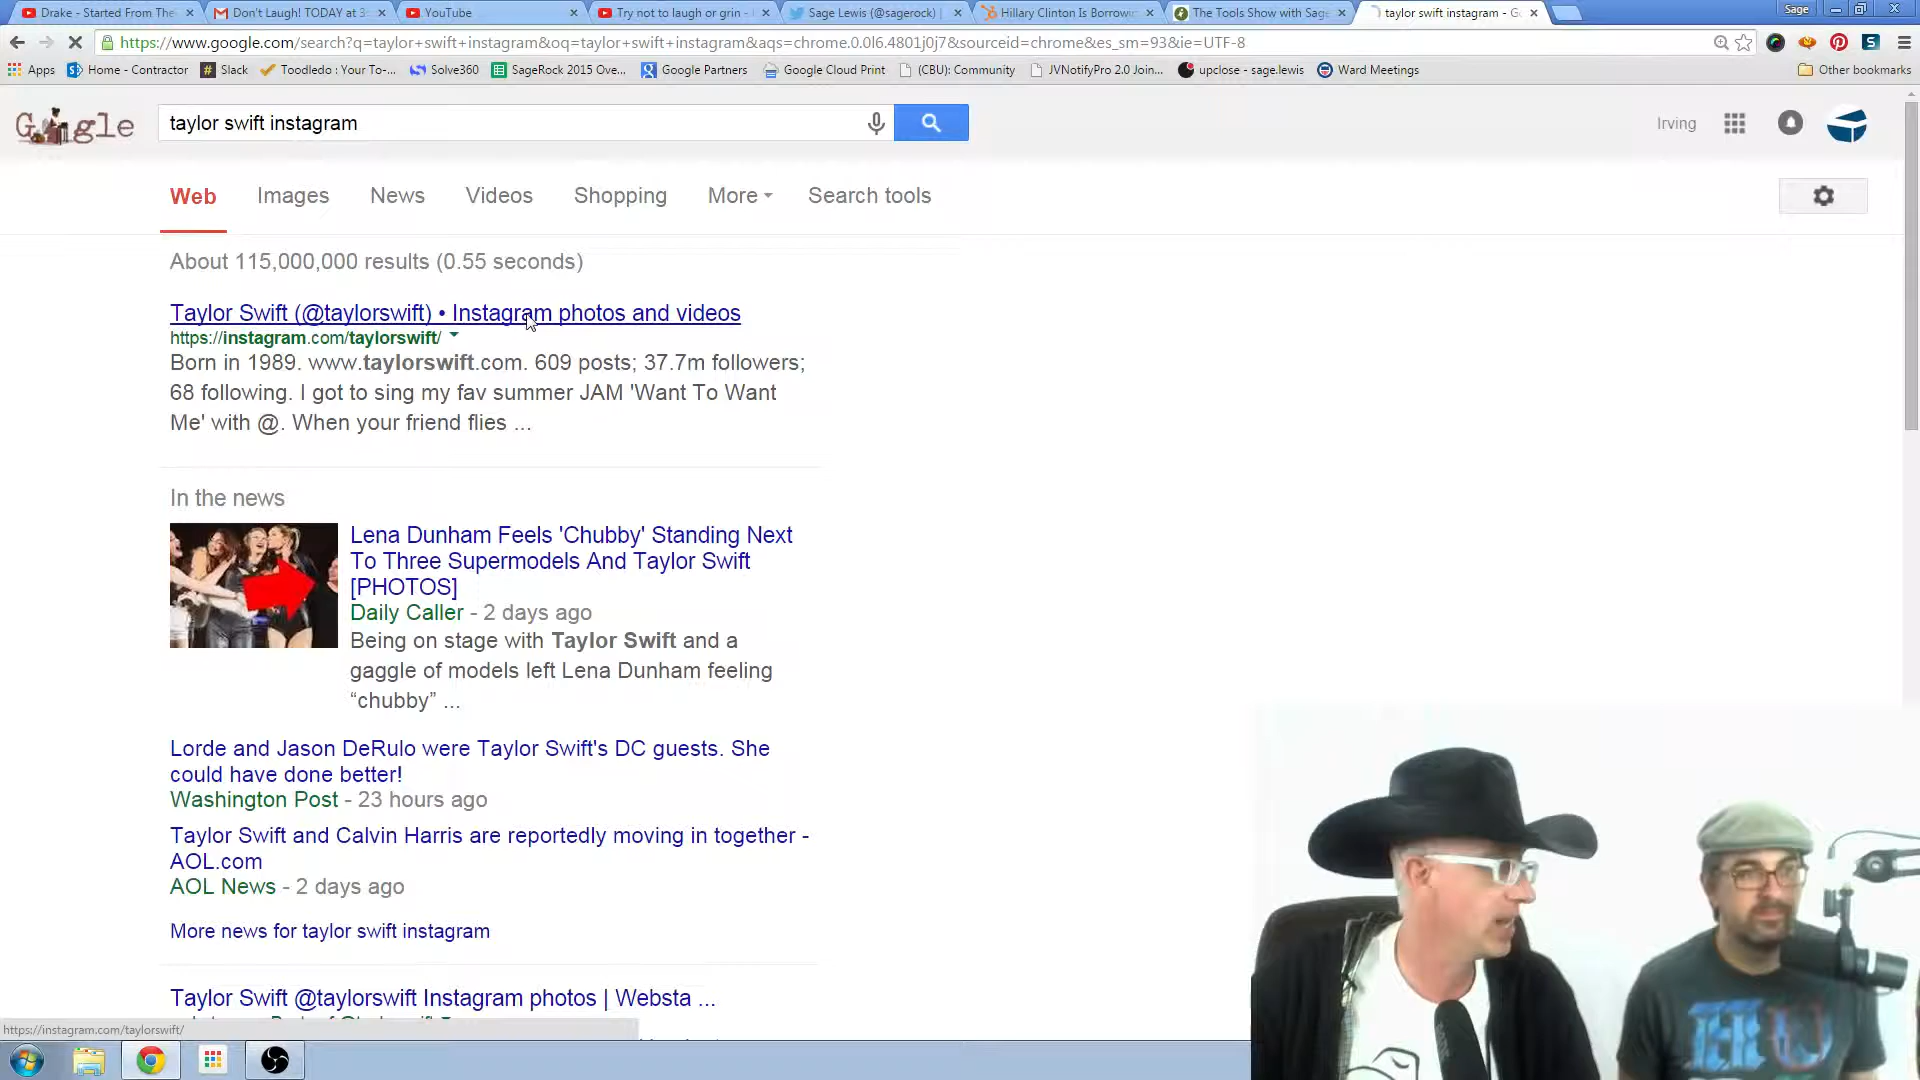 Drake - Started From The
Don't Laugh! TODAY at 3:
YouTube
Try not to laugh or grin -
Sage Lewis (@sagerock) |
Hillary Clinton Is Borrowin
The Tools Show with Sage
taylor swift instagram - Go
Sage
https://www.google.com/search?q=taylor+swift+instagram&oq=taylor+swift+instagram&aqs=chrome.0.0l6.4801j0j7&sourceid=chrome&es_sm=93&ie=UTF-8
Apps
Home - Contractor
Slack
Toodledo : Your To-...
Solve360
SageRock 2015 Ove...
Google Partners
Google Cloud Print
(CBU): Community
JVNotifyPro 2.0 Join...
upclose - sage.lewis
Ward Meetings
Other bookmarks
taylor swift instagram
Irving
Web
Images
News
Videos
Shopping
More
Search tools
About 115,000,000 results (0.55 seconds)
Taylor Swift (@taylorswift) • Instagram photos and videos
https://instagram.com/taylorswift/
Born in 1989. www.taylorswift.com. 609 posts; 37.7m followers;
68 following. I got to sing my fav summer JAM 'Want To Want
Me' with @. When your friend flies ...
In the news
Lena Dunham Feels 'Chubby' Standing Next
To Three Supermodels And Taylor Swift
[PHOTOS]
Daily Caller - 2 days ago
Being on stage with Taylor Swift and a
gaggle of models left Lena Dunham feeling
“chubby” ...
Lorde and Jason DeRulo were Taylor Swift's DC guests. She
could have done better!
Washington Post - 23 hours ago
Taylor Swift and Calvin Harris are reportedly moving in together -
AOL.com
AOL News - 2 days ago
More news for taylor swift instagram
Taylor Swift @taylorswift Instagram photos | Websta ...
https://instagram.com/taylorswift/